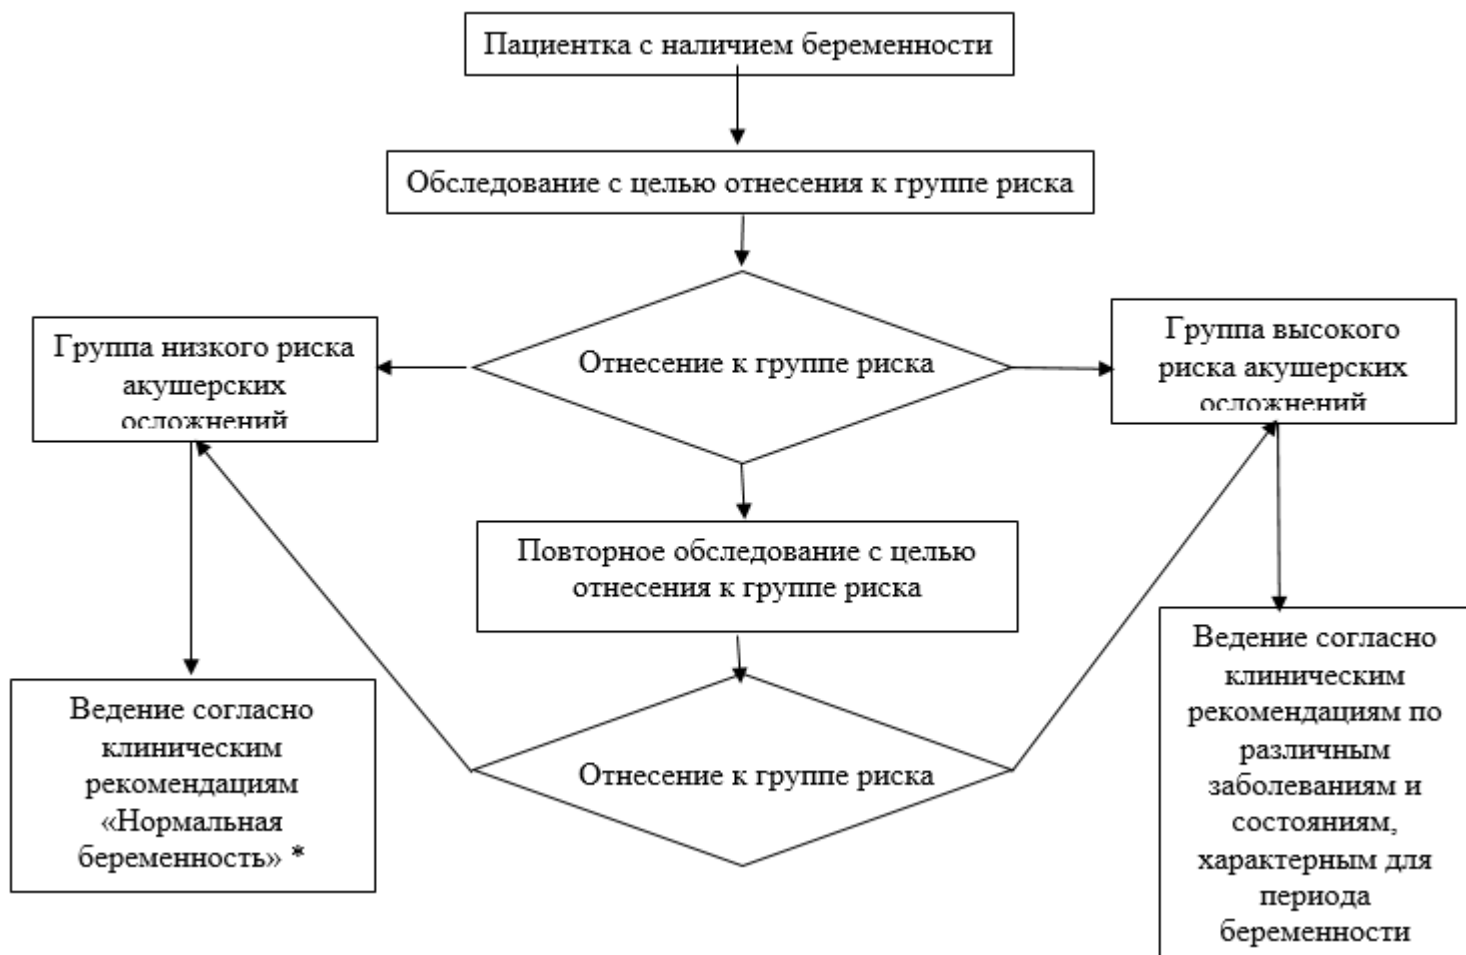 Пациентка с наличием беременности
Обследование с целью отнесения к группе риска
Отнесение к группе риска
Группа низкого риска
акушерских
осложнений
Группа высокого
риска акушерских
осложнений
Повторное обследование с целью
отнесения к группе риска
Отнесение к группе риска
Ведение согласно
клиническим
рекомендациям
«Нормальная
беременность» *
Ведение согласно
клиническим
рекомендациям по
различным
заболеваниям и
состояниям,
характерным для
периода
беременности